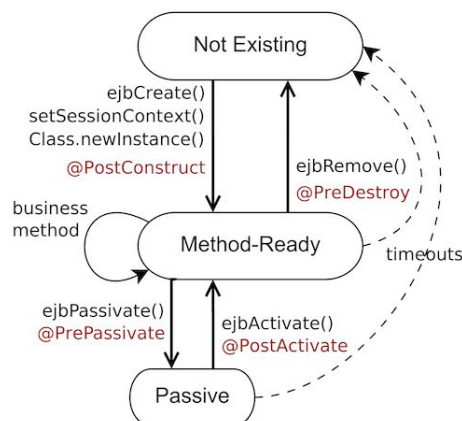 Not Existing
ejbCreate()
setSessionContext()
Class.newInstance()
@PostConstruct
ejbRemove()
@PreDestroy
business
method
Method-Ready
timeouts
ejbPassivate()
@PrePassivate
ejbActivate()
@PostActivate
Passive